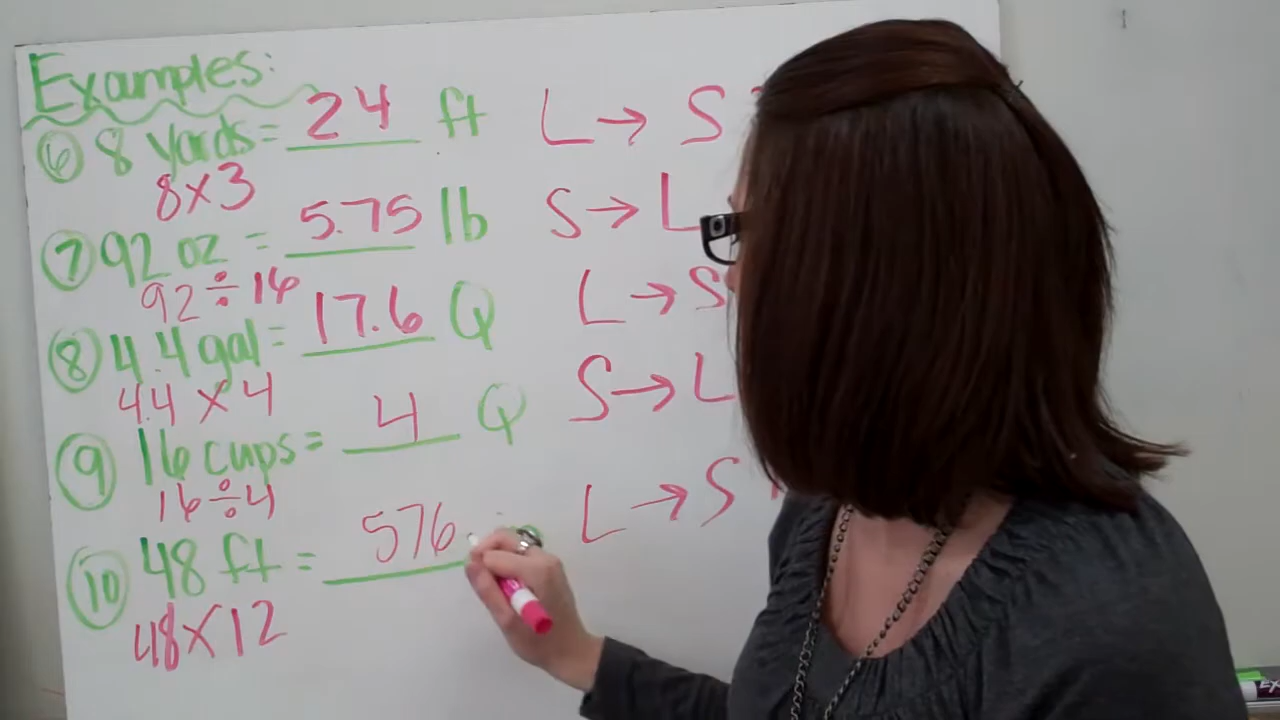 Examples:
⑥ 8 yards = 24 ft L → S
8 x 3
⑦ 92 oz = 5.75 lb S → L
92 ÷ 16
⑧ 4.4 gal = 17.6 Q L → S
4.4 x 4
⑨ 16 cups = 4 Q S → L
16 ÷ 4
⑩ 48 ft = 576 L → S
48 x 12
EX